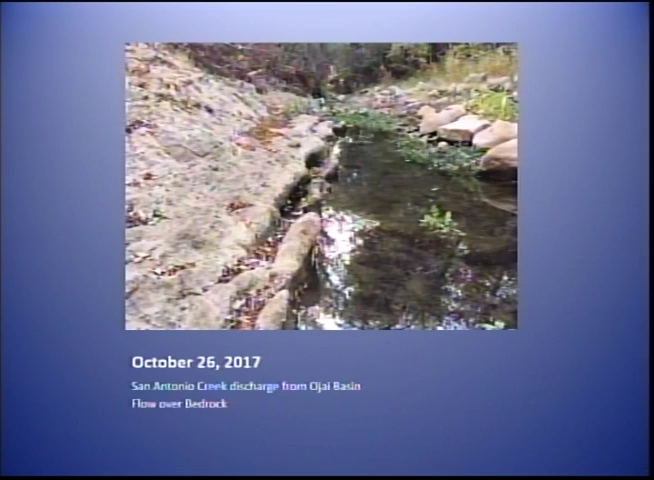 October 26, 2017
San Antonio Creek discharge from Ojai Basin
Flow over Bedrock